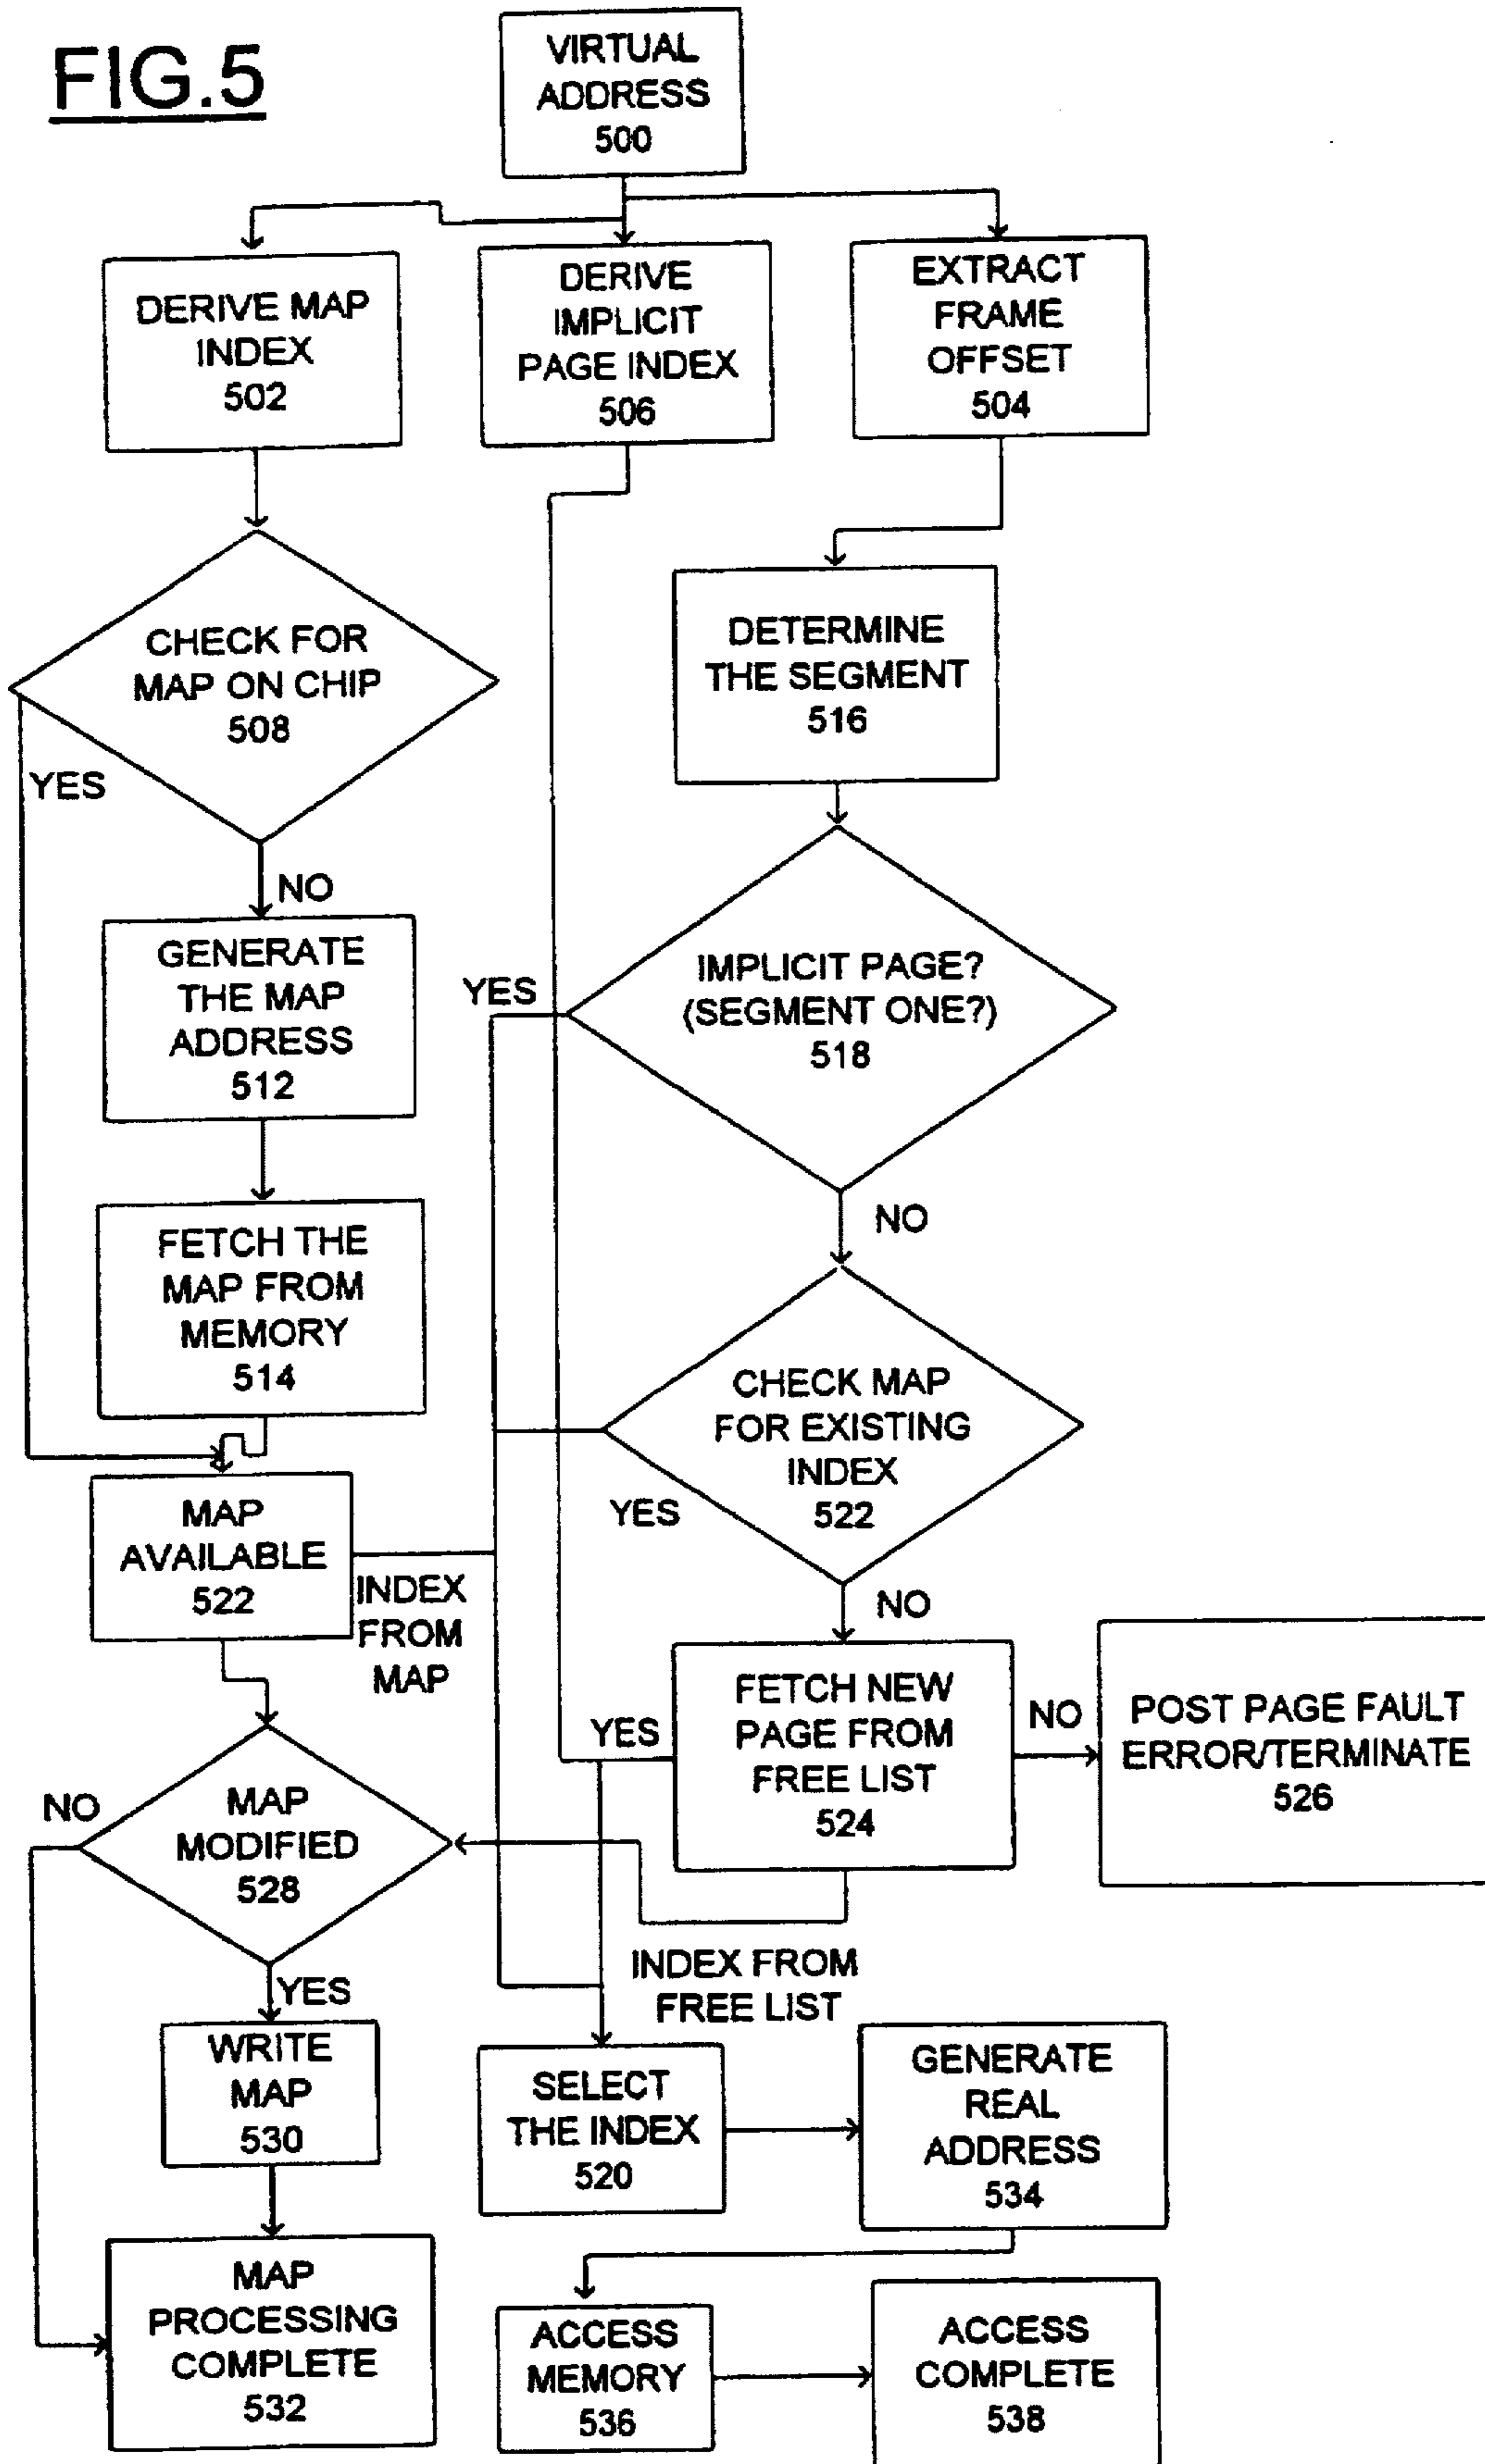 FIG.5
VIRTUAL
ADDRESS
500
DERIVE MAP
INDEX
502
DERIVE
IMPLICIT
PAGE INDEX
506
EXTRACT
FRAME
OFFSET
504
CHECK FOR
MAP ON CHIP
508
YES
NO
DETERMINE
THE SEGMENT
516
GENERATE
THE MAP
ADDRESS
512
YES
IMPLICIT PAGE?
(SEGMENT ONE?)
518
NO
FETCH THE
MAP FROM
MEMORY
514
CHECK MAP
FOR EXISTING
INDEX
522
YES
NO
MAP
AVAILABLE
522
INDEX
FROM
MAP
YES
FETCH NEW
PAGE FROM
FREE LIST
524
NO
POST PAGE FAULT
ERROR/TERMINATE
526
NO
MAP
MODIFIED
528
YES
INDEX FROM
FREE LIST
WRITE
MAP
530
SELECT
THE INDEX
520
GENERATE
REAL
ADDRESS
534
MAP
PROCESSING
COMPLETE
532
ACCESS
MEMORY
536
ACCESS
COMPLETE
538